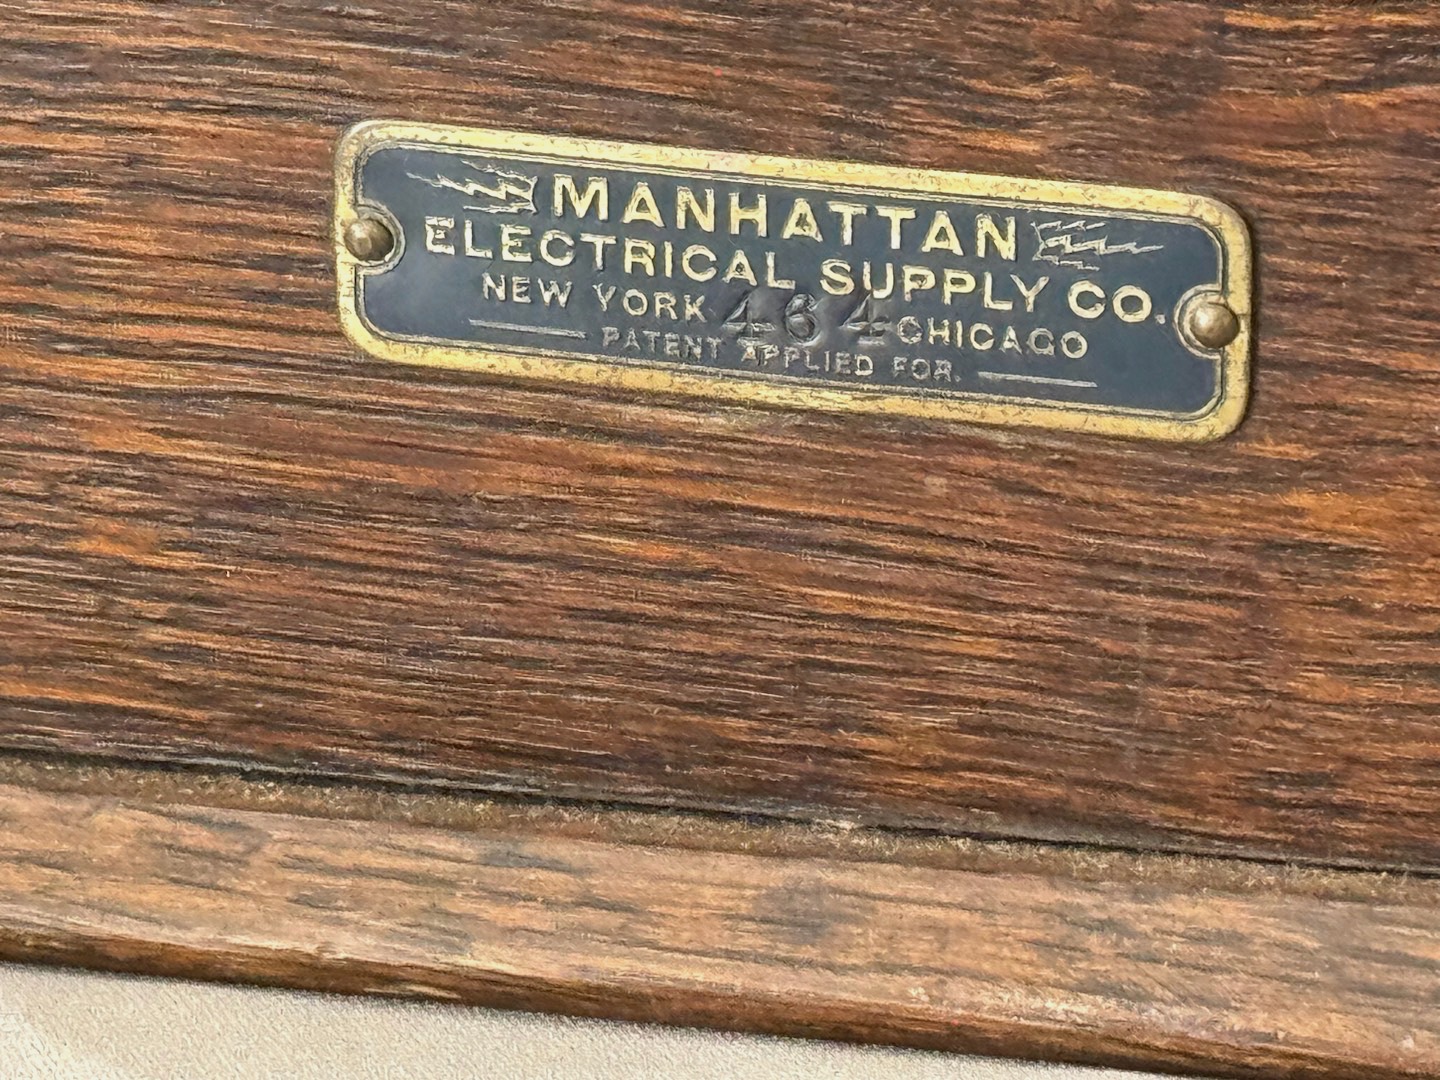 MANHATTAN
ELECTRICAL SUPPLY CO.
NEW YORK 464 CHICAGO
PATENT APPLIED FOR.